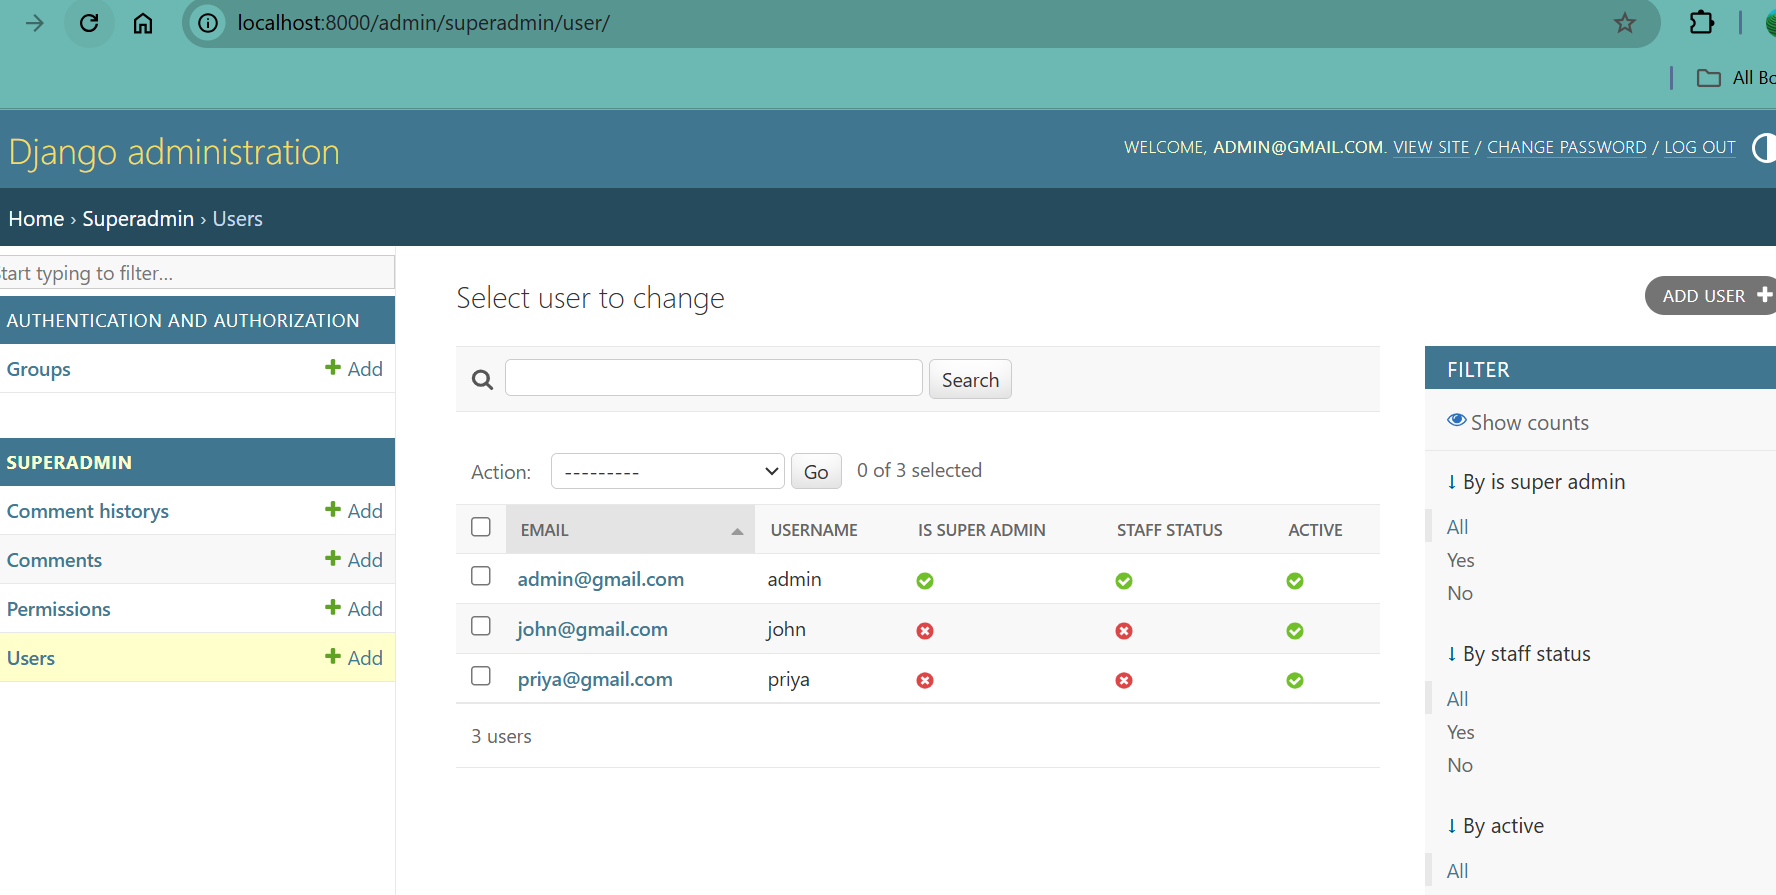 localhost:8000/admin/superadmin/user/
All Bo
Django administration
WELCOME, ADMIN@GMAIL.COM. VIEW SITE / CHANGE PASSWORD / LOG OUT
Home › Superadmin › Users
tart typing to filter...
AUTHENTICATION AND AUTHORIZATION
Groups + Add
SUPERADMIN
Comment historys + Add
Comments + Add
Permissions + Add
Users + Add
Select user to change
ADD USER +
Search
Action: --------- Go 0 of 3 selected
EMAIL USERNAME IS SUPER ADMIN STAFF STATUS ACTIVE
admin@gmail.com admin
john@gmail.com john
priya@gmail.com priya
3 users
FILTER
Show counts
↓ By is super admin
All
Yes
No
↓ By staff status
All
Yes
No
↓ By active
All